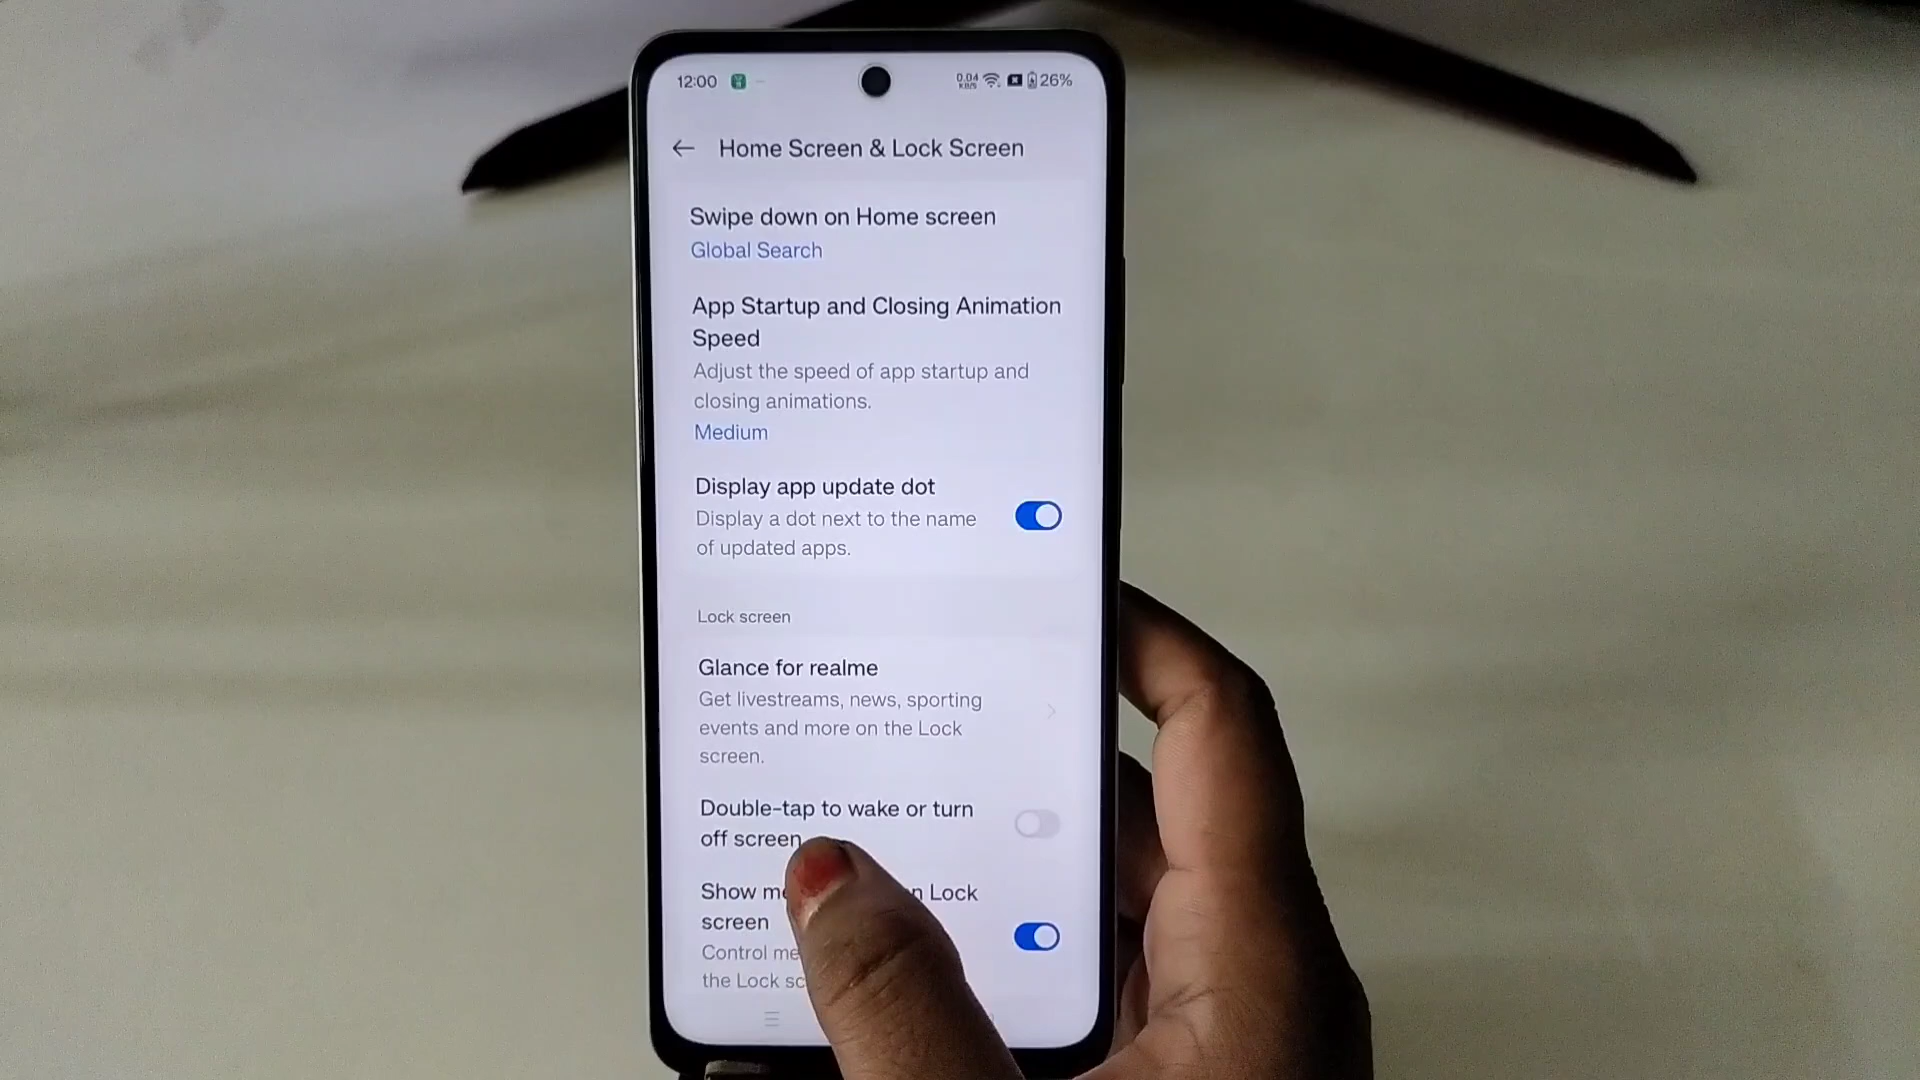 12:00
0.04
KB/S
26%
Home Screen & Lock Screen
Swipe down on Home screen
Global Search
App Startup and Closing Animation
Speed
Adjust the speed of app startup and
closing animations.
Medium
Display app update dot
Display a dot next to the name
of updated apps.
Lock screen
Glance for realme
Get livestreams, news, sporting
events and more on the Lock
screen.
Double-tap to wake or turn
off screen
Show Lock
screen
Control
the Lock